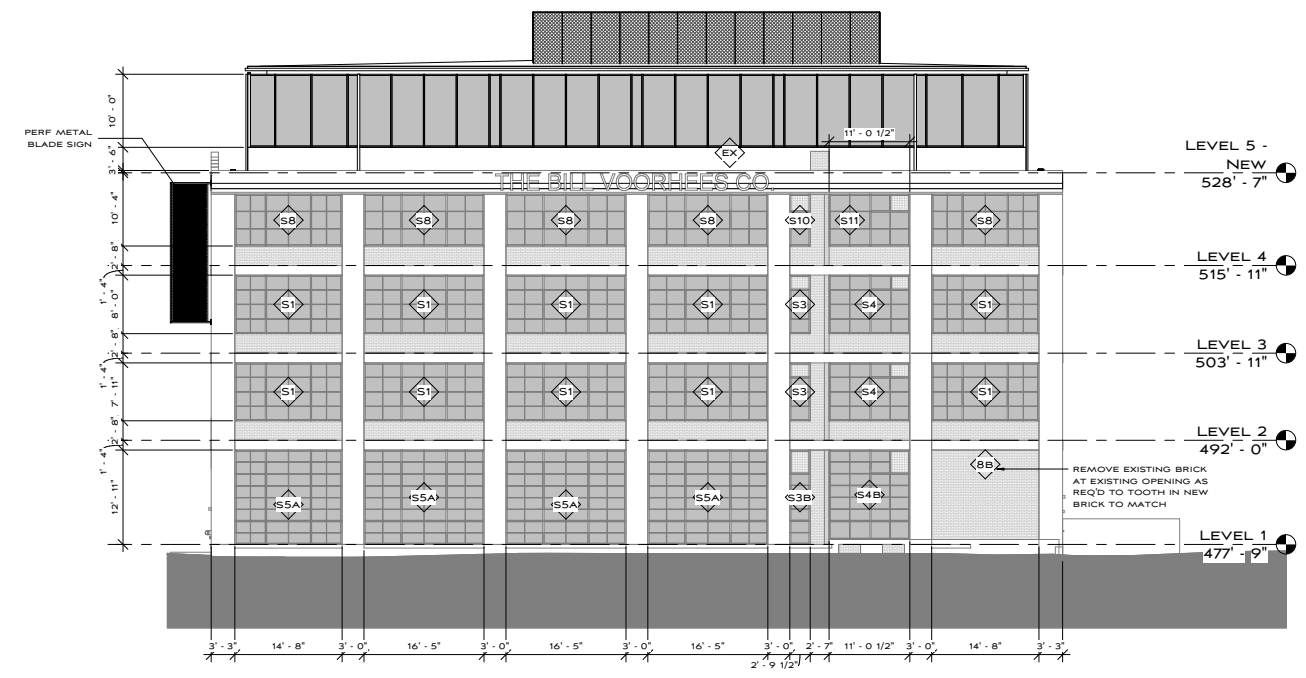 PERF METAL
BLADE SIGN
10' - 0"
3' - 6"
11' - 0 1/2"
EX
THE BILL VOORHEES CO.
LEVEL 5 -
NEW
528' - 7"
10' - 4"
S8
S8
S8
S8
S10
S11
S8
2' - 8"
LEVEL 4
515' - 11"
1' - 4"
8' - 0"
S1
S1
S1
S1
S3
S4
S1
2' - 8"
LEVEL 3
503' - 11"
1' - 4"
7' - 11"
S1
S1
S1
S1
S3
S4
S1
2' - 8"
LEVEL 2
492' - 0"
1' - 4"
12' - 11"
S5A
S5A
S5A
S5A
S3B
S4B
8B
REMOVE EXISTING BRICK
AT EXISTING OPENING AS
REQ'D TO TOOTH IN NEW
BRICK TO MATCH
LEVEL 1
477' - 9"
3' - 3"
14' - 8"
3' - 0"
16' - 5"
3' - 0"
16' - 5"
3' - 0"
16' - 5"
3' - 0"
2' - 9 1/2"
2' - 7"
11' - 0 1/2"
3' - 0"
14' - 8"
3' - 3"